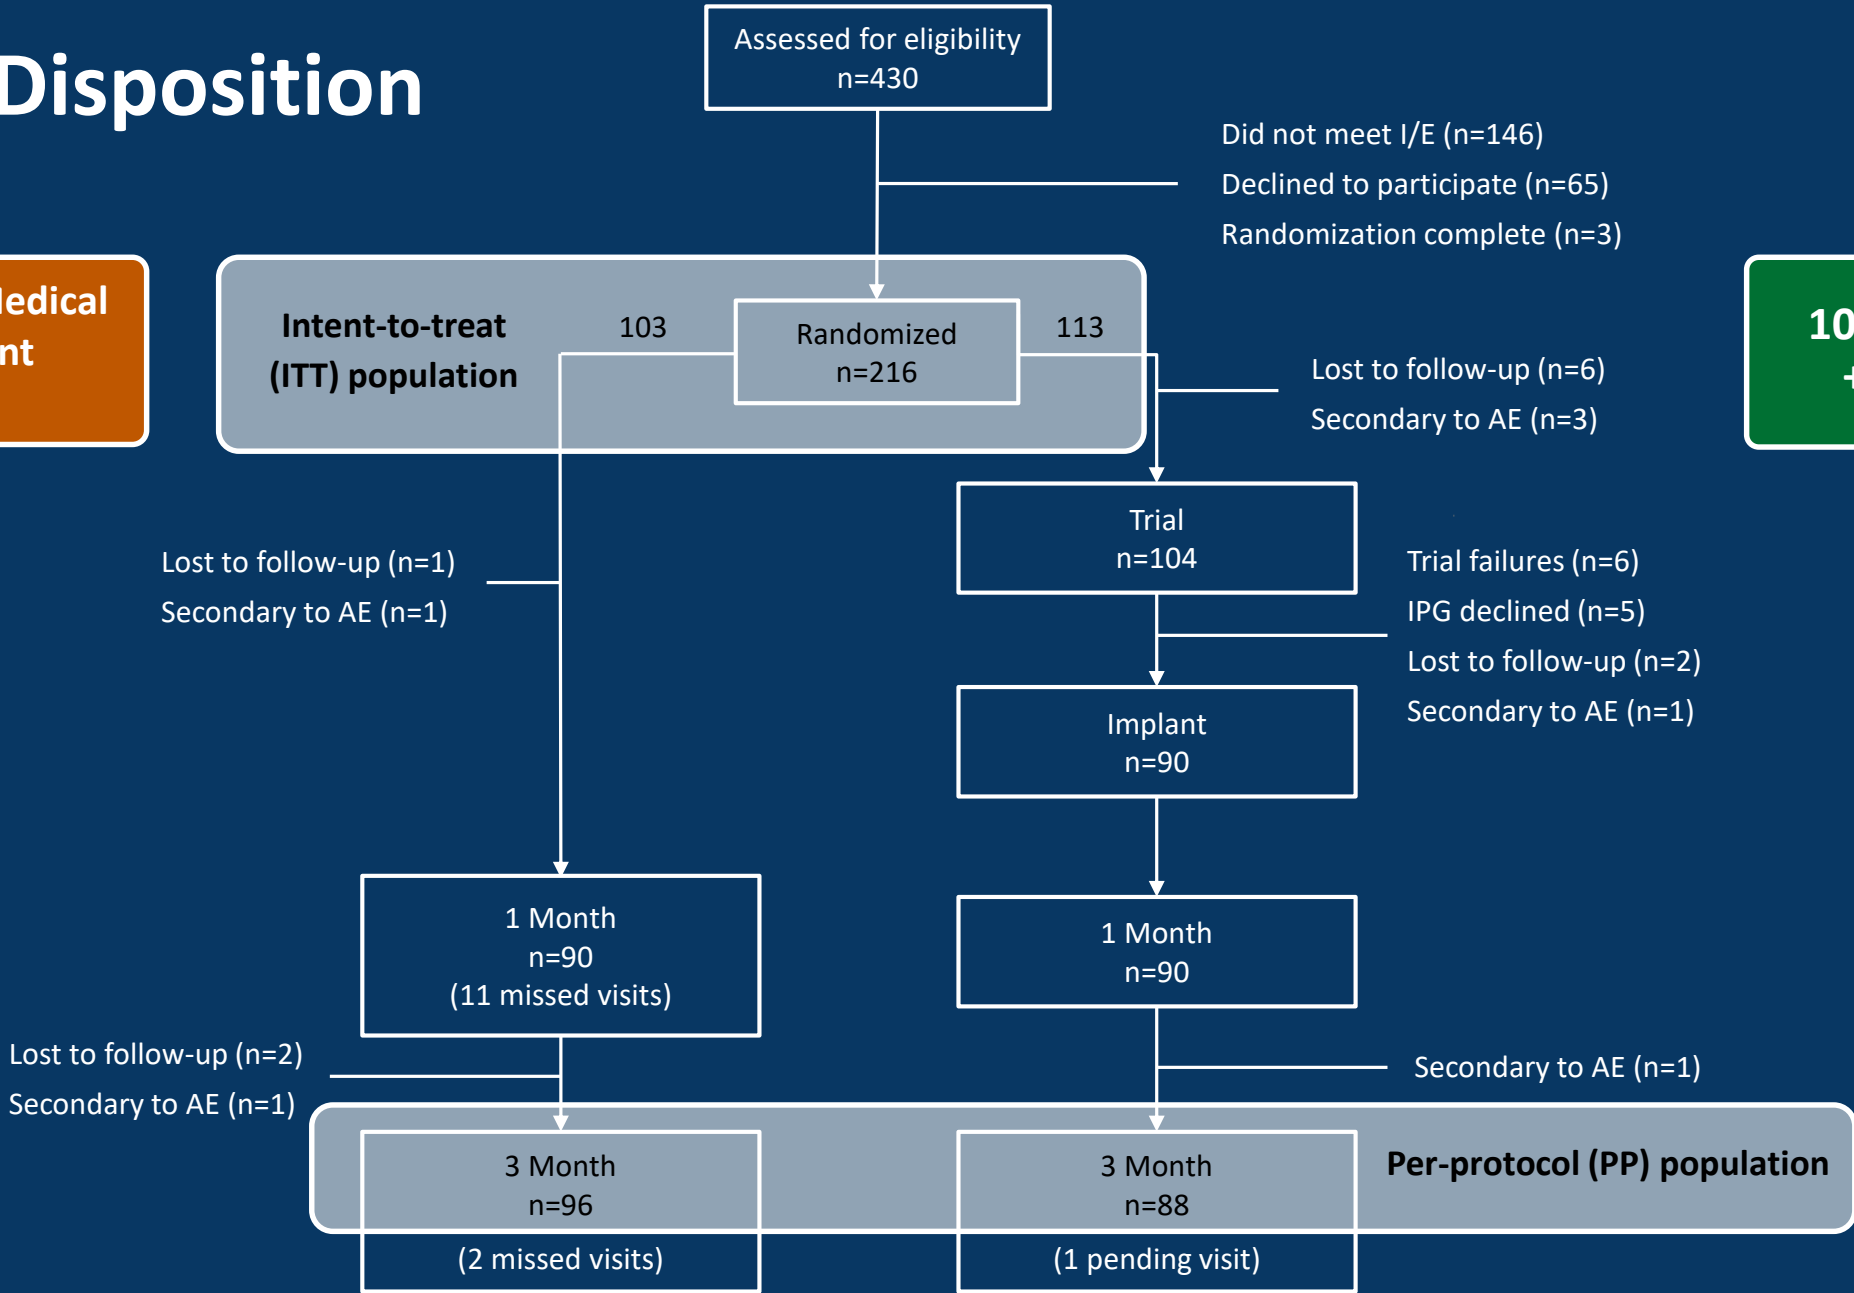 Disposition
Assessed for eligibility
n=430
Did not meet I/E (n=146)
Declined to participate (n=65)
Randomization complete (n=3)
Intent-to-treat
(ITT) population
103
Randomized
n=216
113
10
+
Lost to follow-up (n=6)
Secondary to AE (n=3)
Trial
n=104
Lost to follow-up (n=1)
Secondary to AE (n=1)
Trial failures (n=6)
IPG declined (n=5)
Lost to follow-up (n=2)
Secondary to AE (n=1)
Implant
n=90
1 Month
n=90
(11 missed visits)
1 Month
n=90
Lost to follow-up (n=2)
Secondary to AE (n=1)
Secondary to AE (n=1)
3 Month
n=96
(2 missed visits)
3 Month
n=88
(1 pending visit)
Per-protocol (PP) population